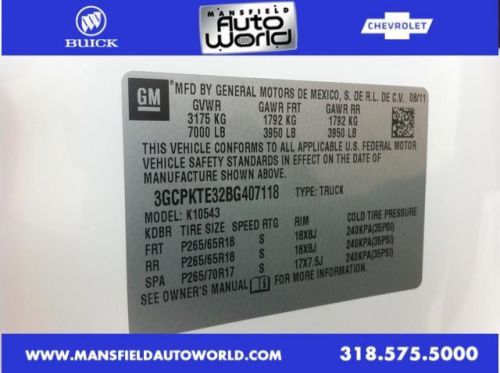 BUICK
MANSFIELD
Auto
World
CHEVROLET
GM
*MFD BY GENERAL MOTORS DE MEXICO, S. DE R.L. DE C.V. 08/11
GVWR GAWR FRT GAWR RR
3175 KG 1792 KG 1792 KG
7000 LB 3950 LB 3950 LB
THIS VEHICLE CONFORMS TO ALL APPLICABLE U.S. FEDERAL MOTOR
VEHICLE SAFETY STANDARDS IN EFFECT ON THE DATE OF
MANUFACTURE SHOWN ABOVE.
3GCPKTE32BG407118 TYPE: TRUCK
MODEL: K10543
KDBR TIRE SIZE SPEED RTG RIM COLD TIRE PRESSURE
FRT P265/65R18 S 18X8J 240KPA(35PSI)
RR P265/65R18 S 18X8J 240KPA(35PSI)
SPA P265/70R17 S 17X7.5J 240KPA(35PSI)
SEE OWNER'S MANUAL FOR MORE INFORMATION.
WWW.MANSFIELDAUTOWORLD.COM 318.575.5000